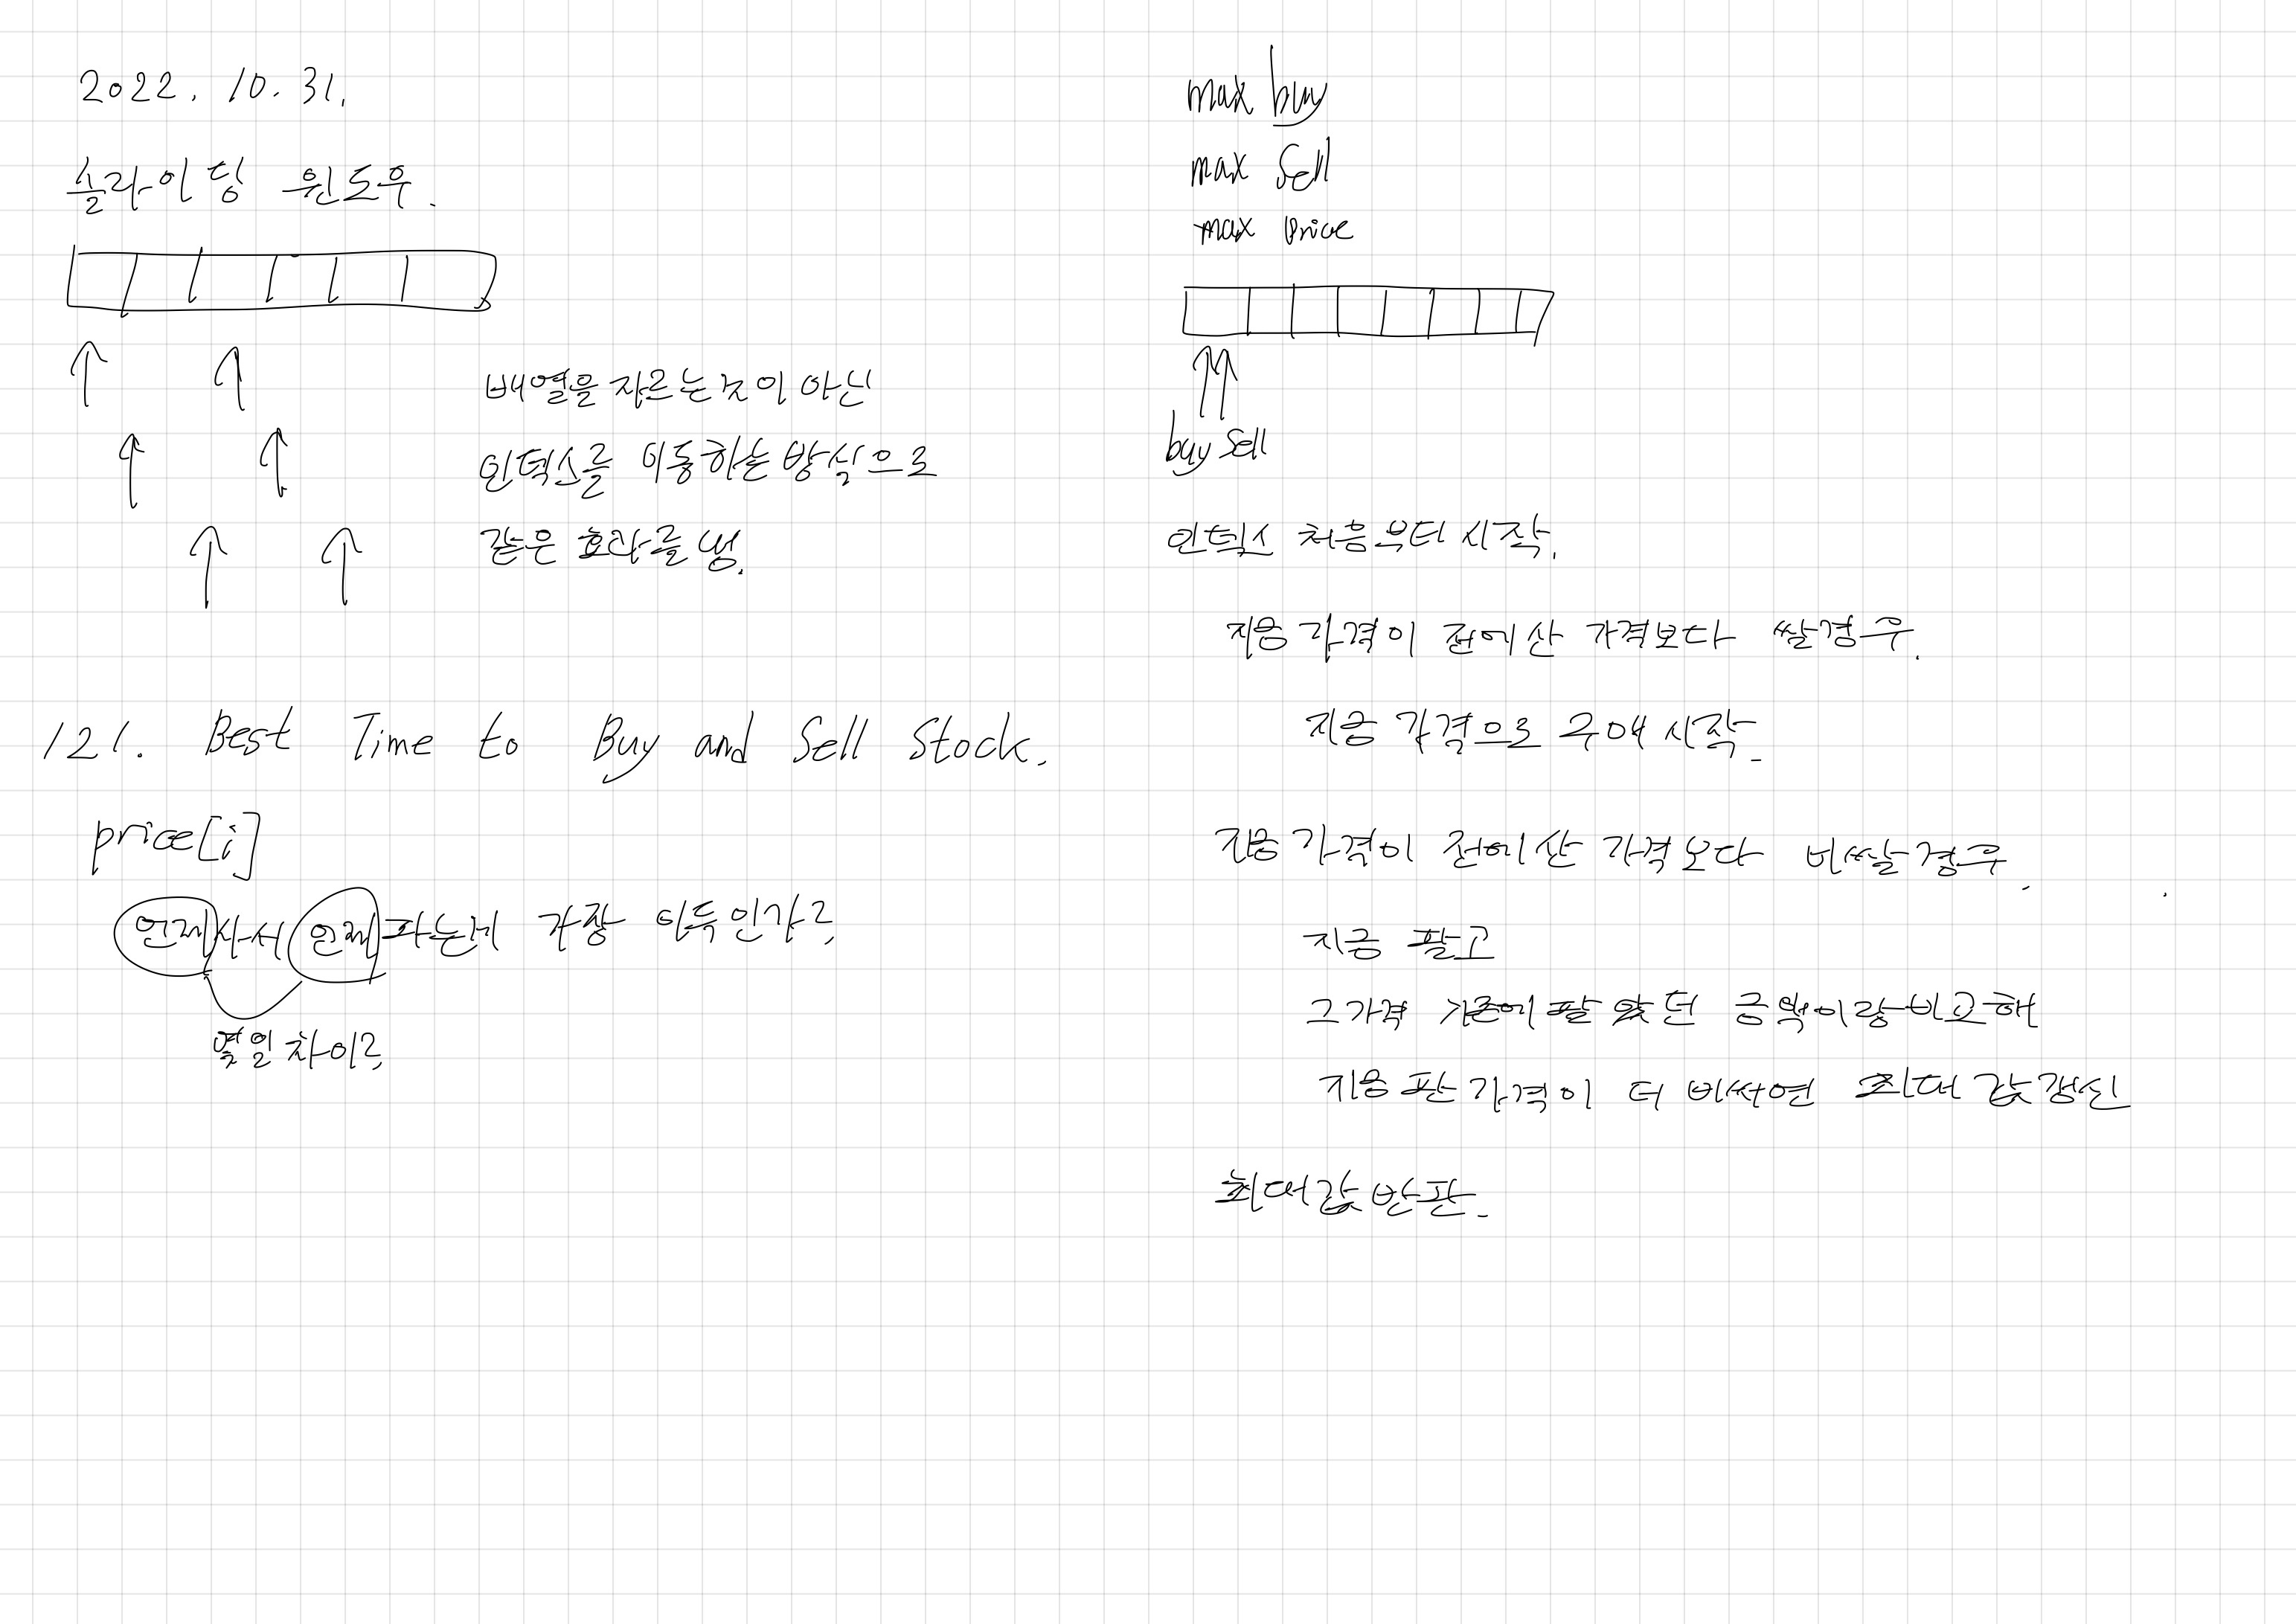 2022. 10. 31.
슬라이딩 윈도우.
배열을 자르는 것이 아닌
인덱스를 이동하는 방식으로
같은 효과를 냄.
121. Best Time to Buy and Sell Stock.
price[i]
언제 사서 언제 파는게 가장 이득인가?
몇일 차이?
max buy
max Sell
max price
buy Sell
인덱스 처음부터 시작.
지금 가격이 전에 산 가격보다 쌀경우.
지금 가격으로 구매 시작.
지금 가격이 전에 산 가격보다 비쌀경우.
지금 팔고
그 가격 기존에 팔았던 금액이랑 비교해
지금 판 가격이 더 비싸면 최대 값 갱신
최대값 반환.